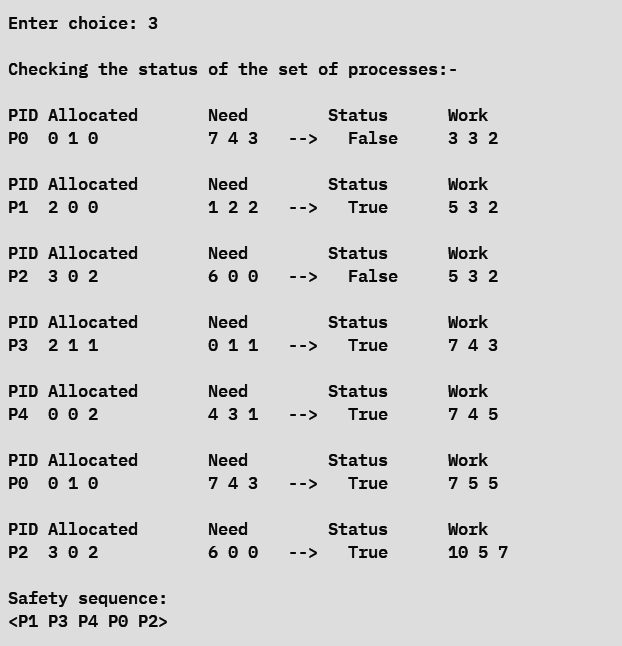 Enter choice: 3
Checking the status of the set of processes:-
PID Allocated       Need        Status      Work
P0  0 1 0           7 4 3   -->   False     3 3 2
PID Allocated       Need        Status      Work
P1  2 0 0           1 2 2   -->   True      5 3 2
PID Allocated       Need        Status      Work
P2  3 0 2           6 0 0   -->   False     5 3 2
PID Allocated       Need        Status      Work
P3  2 1 1           0 1 1   -->   True      7 4 3
PID Allocated       Need        Status      Work
P4  0 0 2           4 3 1   -->   True      7 4 5
PID Allocated       Need        Status      Work
P0  0 1 0           7 4 3   -->   True      7 5 5
PID Allocated       Need        Status      Work
P2  3 0 2           6 0 0   -->   True      10 5 7
Safety sequence:
<P1 P3 P4 P0 P2>